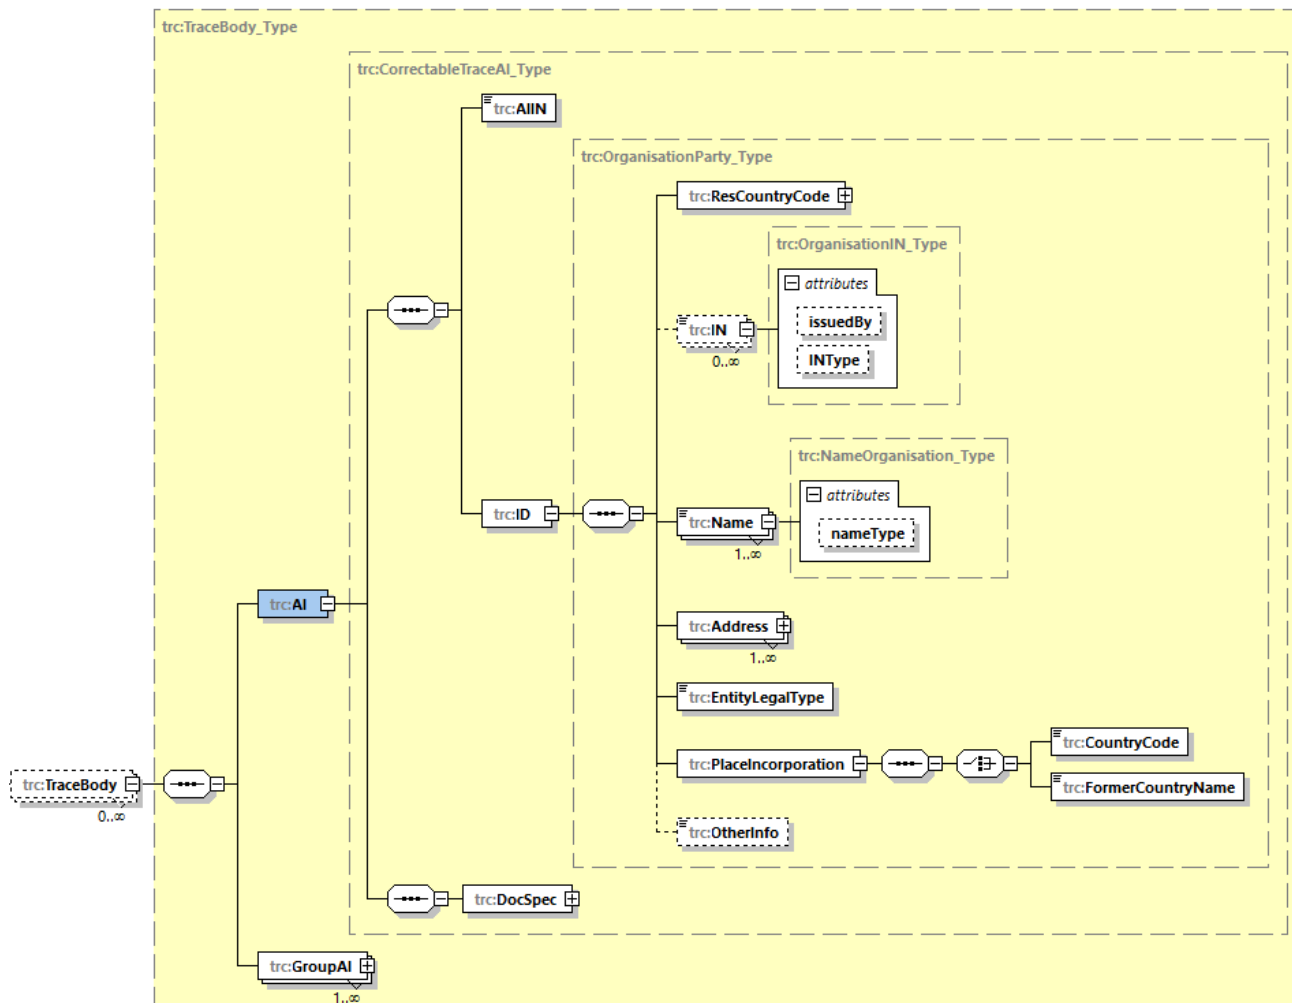 trc:TraceBody_Type
trc:CorrectableTraceAI_Type
trc:AIIN
trc:OrganisationParty_Type
trc:ResCountryCode
trc:OrganisationIN_Type
attributes
issuedBy
trc:IN
INType
0..∞
trc:NameOrganisation_Type
attributes
trc:ID
trc:Name
nameType
1..∞
trc:AI
trc:Address
1..∞
trc:EntityLegalType
trc:CountryCode
trc:PlaceIncorporation
trc:TraceBody
trc:FormerCountryName
0..∞
trc:OtherInfo
trc:DocSpec
trc:GroupAI
1..∞